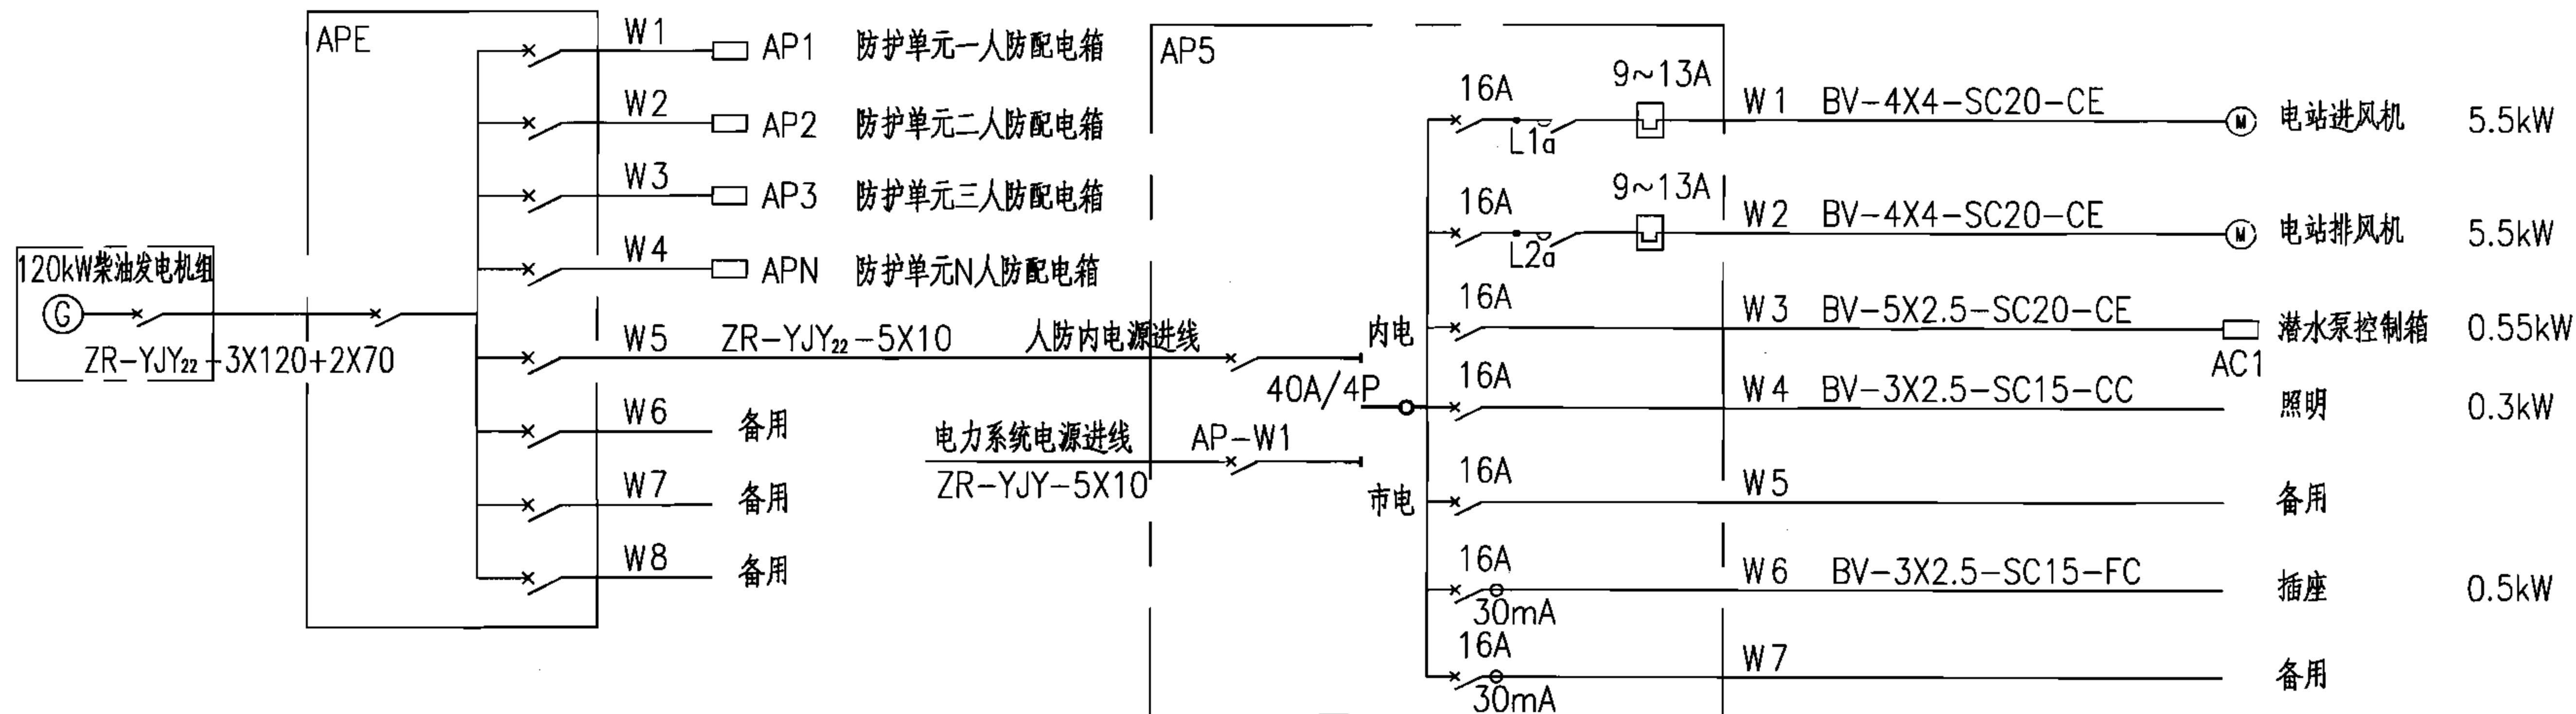 APE
W1 AP1 防护单元一人防配电箱
W2 AP2 防护单元二人防配电箱
W3 AP3 防护单元三人防配电箱
W4 APN 防护单元N人防配电箱
120kW柴油发电机组
G
ZR-YJY22-3X120+2X70
W5 ZR-YJY22-5X10 人防内电源进线
W6 备用
W7 备用
W8 备用
电力系统电源进线 AP-W1
ZR-YJY-5X10
AP5
内电
40A/4P
市电
16A L1a 9~13A W1 BV-4X4-SC20-CE M 电站进风机 5.5kW
16A L2a 9~13A W2 BV-4X4-SC20-CE M 电站排风机 5.5kW
16A W3 BV-5X2.5-SC20-CE 潜水泵控制箱 0.55kW
AC1
16A W4 BV-3X2.5-SC15-CC 照明 0.3kW
16A W5 备用
16A W6 BV-3X2.5-SC15-FC 插座 0.5kW
30mA
16A W7 备用
30mA